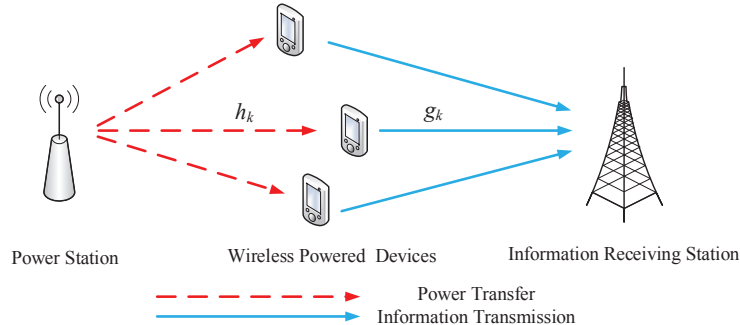 h_k
g_k
Power Station
Wireless Powered Devices
Information Receiving Station
Power Transfer
Information Transmission